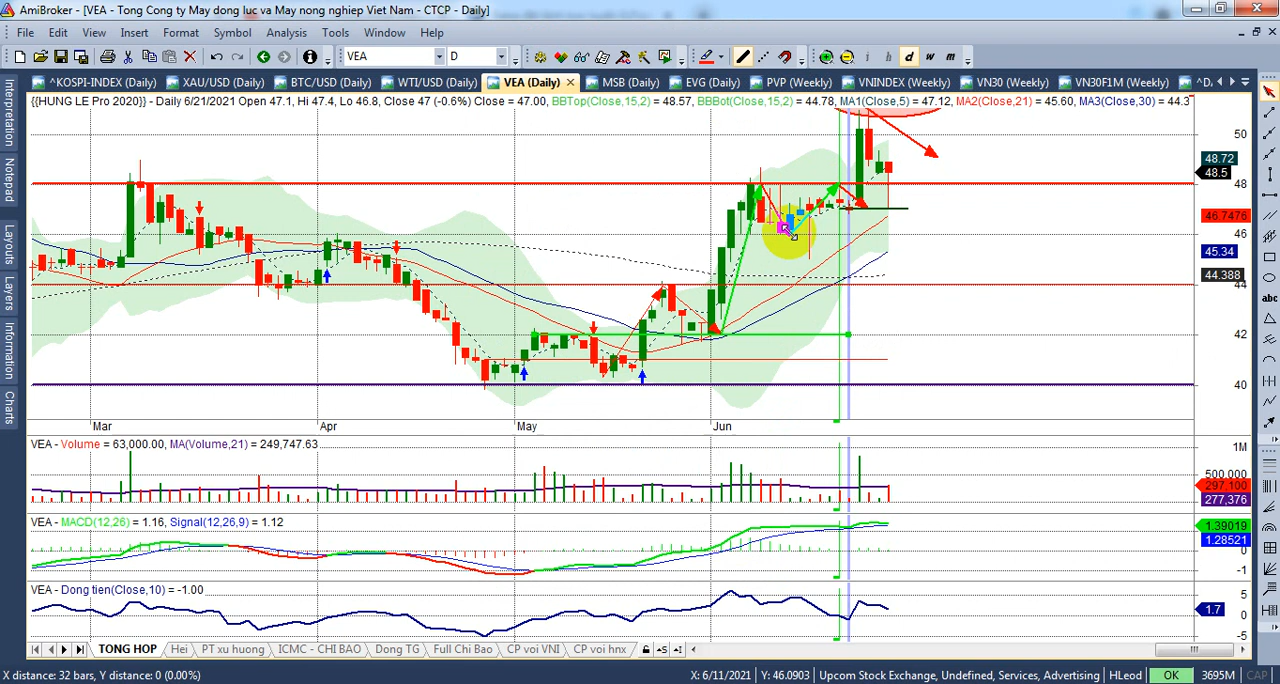 AmiBroker - [VEA - Tong Cong ty May dong luc va May nong nghiep Viet Nam - CTCP - Daily]
File Edit View Insert Format Symbol Analysis Tools Window Help
VEA D i h d w m
^KOSPI-INDEX (Daily) XAU/USD (Daily) BTC/USD (Daily) WTI/USD (Daily) VEA (Daily) MSB (Daily) EVG (Daily) PVP (Weekly) VNINDEX (Weekly) VN30 (Weekly) VN30F1M (Weekly) ^D,
{{HUNG LE Pro 2020}} - Daily 6/21/2021 Open 47.1, Hi 47.4, Lo 46.8, Close 47 (-0.6%) Close = 47.00, BBTop(Close,15,2) = 48.57, BBBot(Close,15,2) = 44.78, MA1(Close,5) = 47.12, MA2(Close,21) = 45.60, MA3(Close,30) = 44.3
Interpretation
Notepad
Layouts
Layers
Information
Charts
abc
50
48.72
48.5
48
46.7476
46
45.34
44.388
44
42
40
Mar Apr May Jun
VEA - Volume = 63,000.00, MA(Volume,21) = 249,747.63
1M
500,000
297,100
277,376
VEA - MACD(12,26) = 1.16, Signal(12,26,9) = 1.12
1.39019
1.28521
0
-1
VEA - Dong tien(Close,10) = -1.00
5
1.7
0
-5
TONG HOP Hei PT xu huong ICMC - CHI BAO Dong TG Full Chi Bao CP voi VNI CP voi hnx
X distance: 32 bars, Y distance: 0 (0.00%) X: 6/11/2021 Y: 46.0903 Upcom Stock Exchange, Undefined, Services, Advertising HLeod OK 3695M CAP